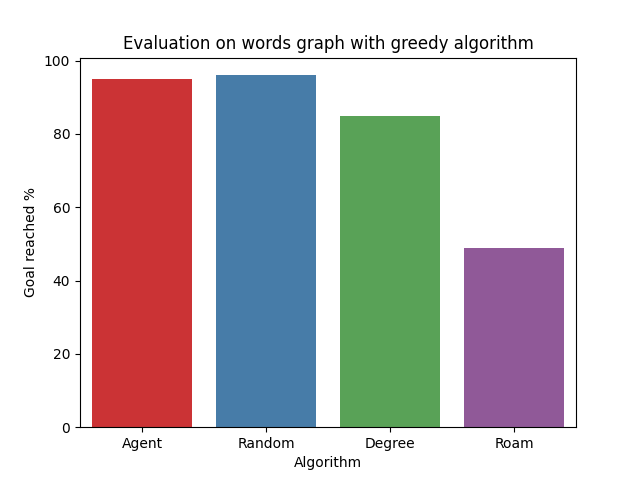 Evaluation on words graph with greedy algorithm
100
80
60
40
20
0
Goal reached %
Agent Random Degree Roam
Algorithm